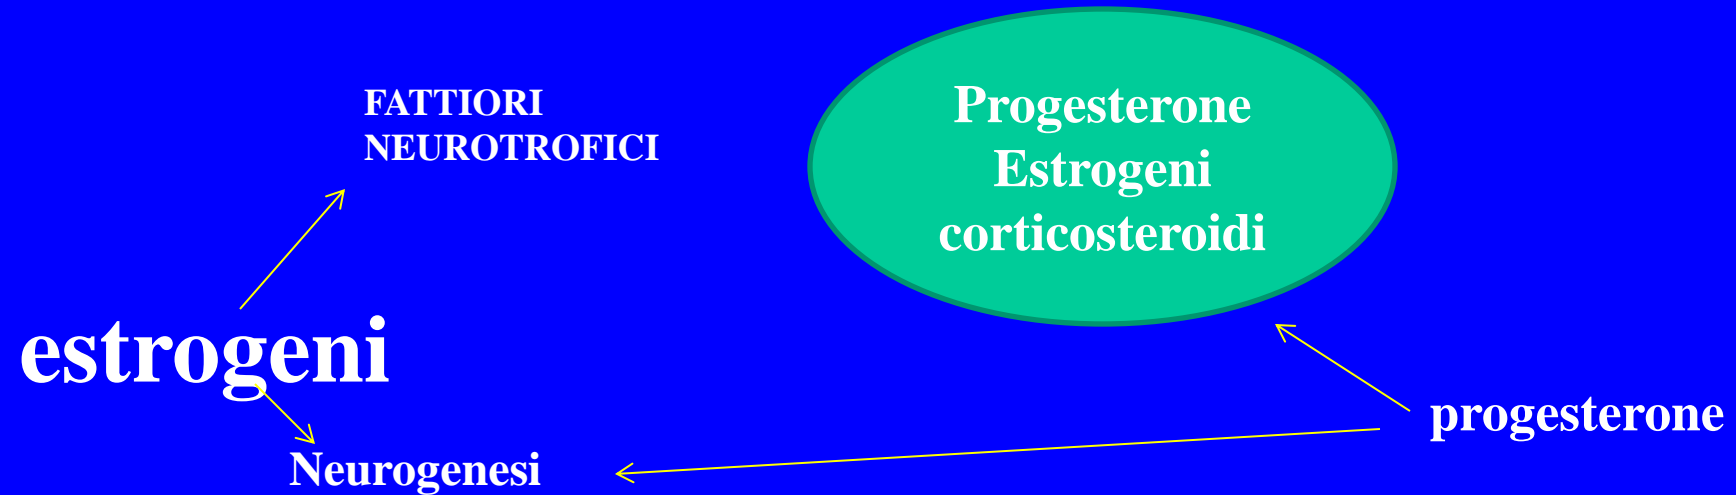 FATTIORI
NEUROTROFICI
Progesterone
Estrogeni
corticosteroidi
estrogeni
progesterone
Neurogenesi